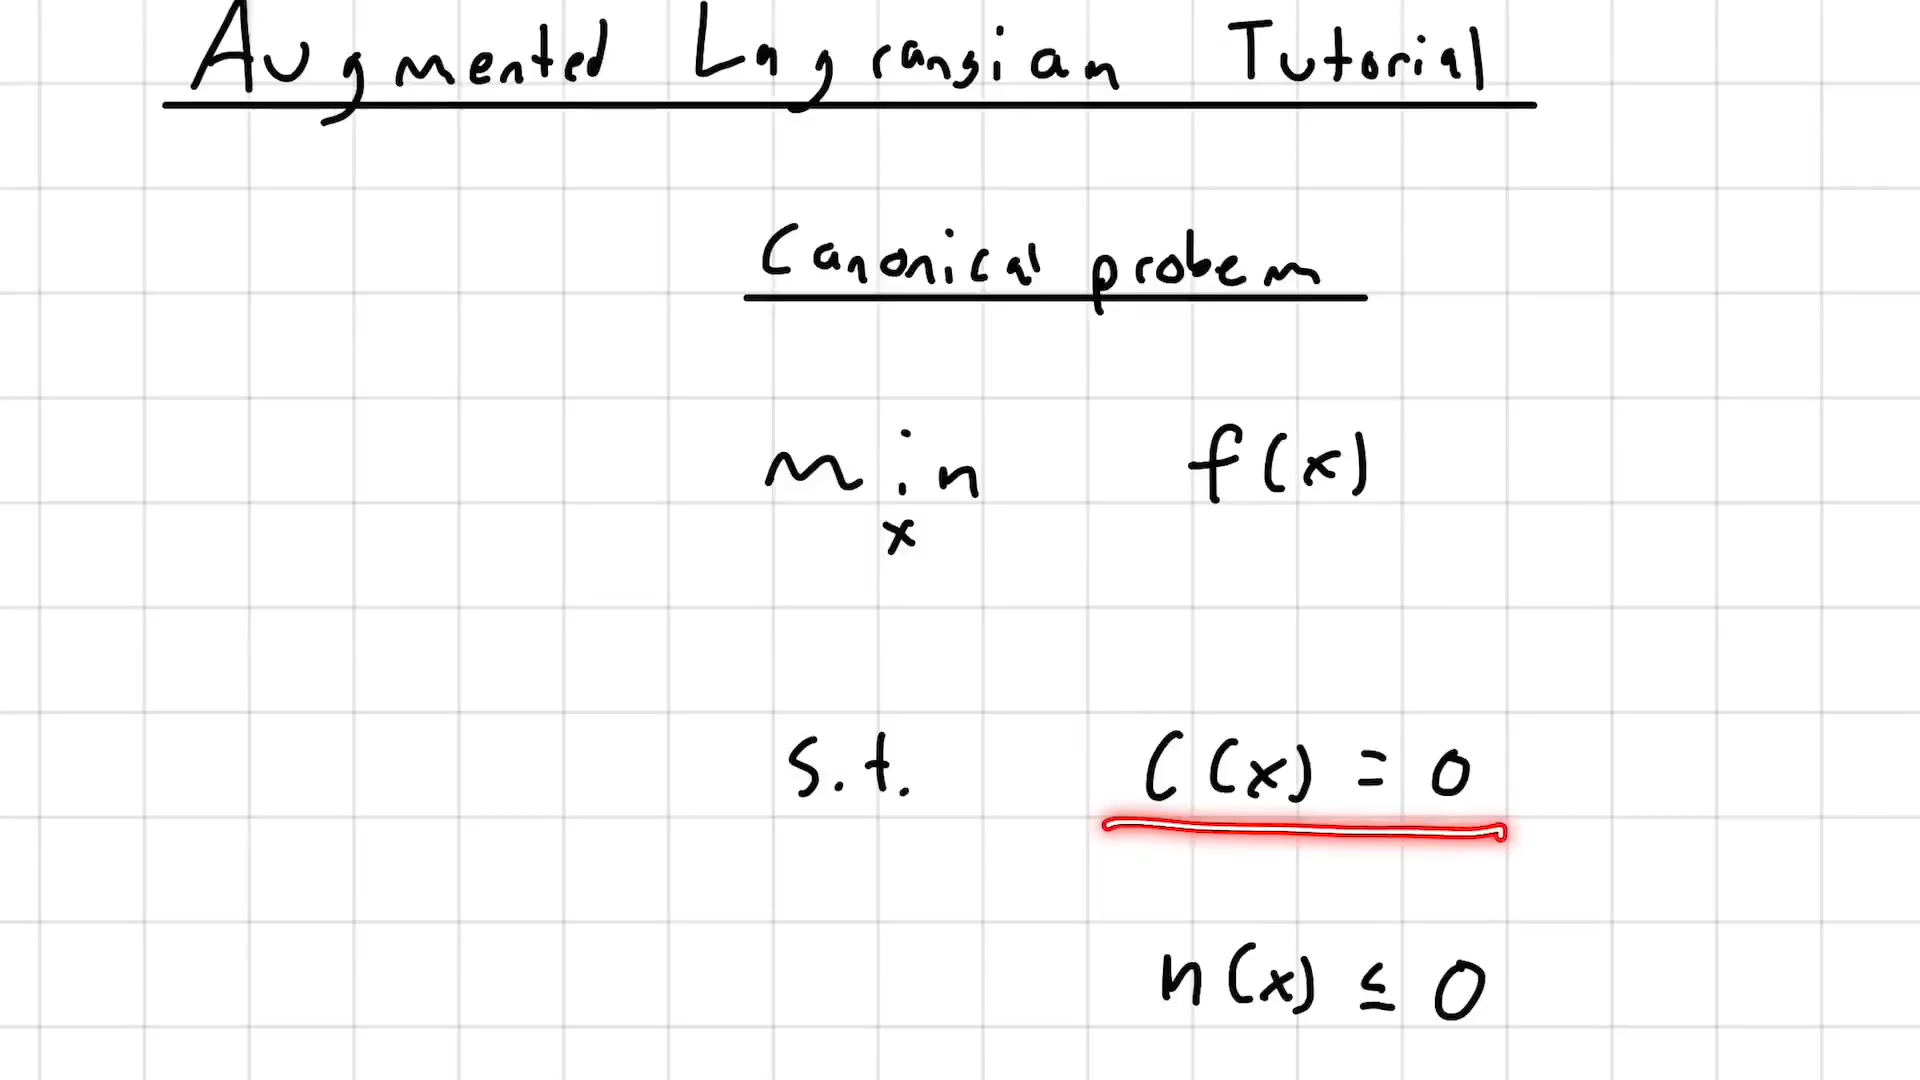 Augmented Lagrangian Tutorial
Canonical probem
min f(x)
x
s.t. C(x) = 0
h(x) ≤ 0